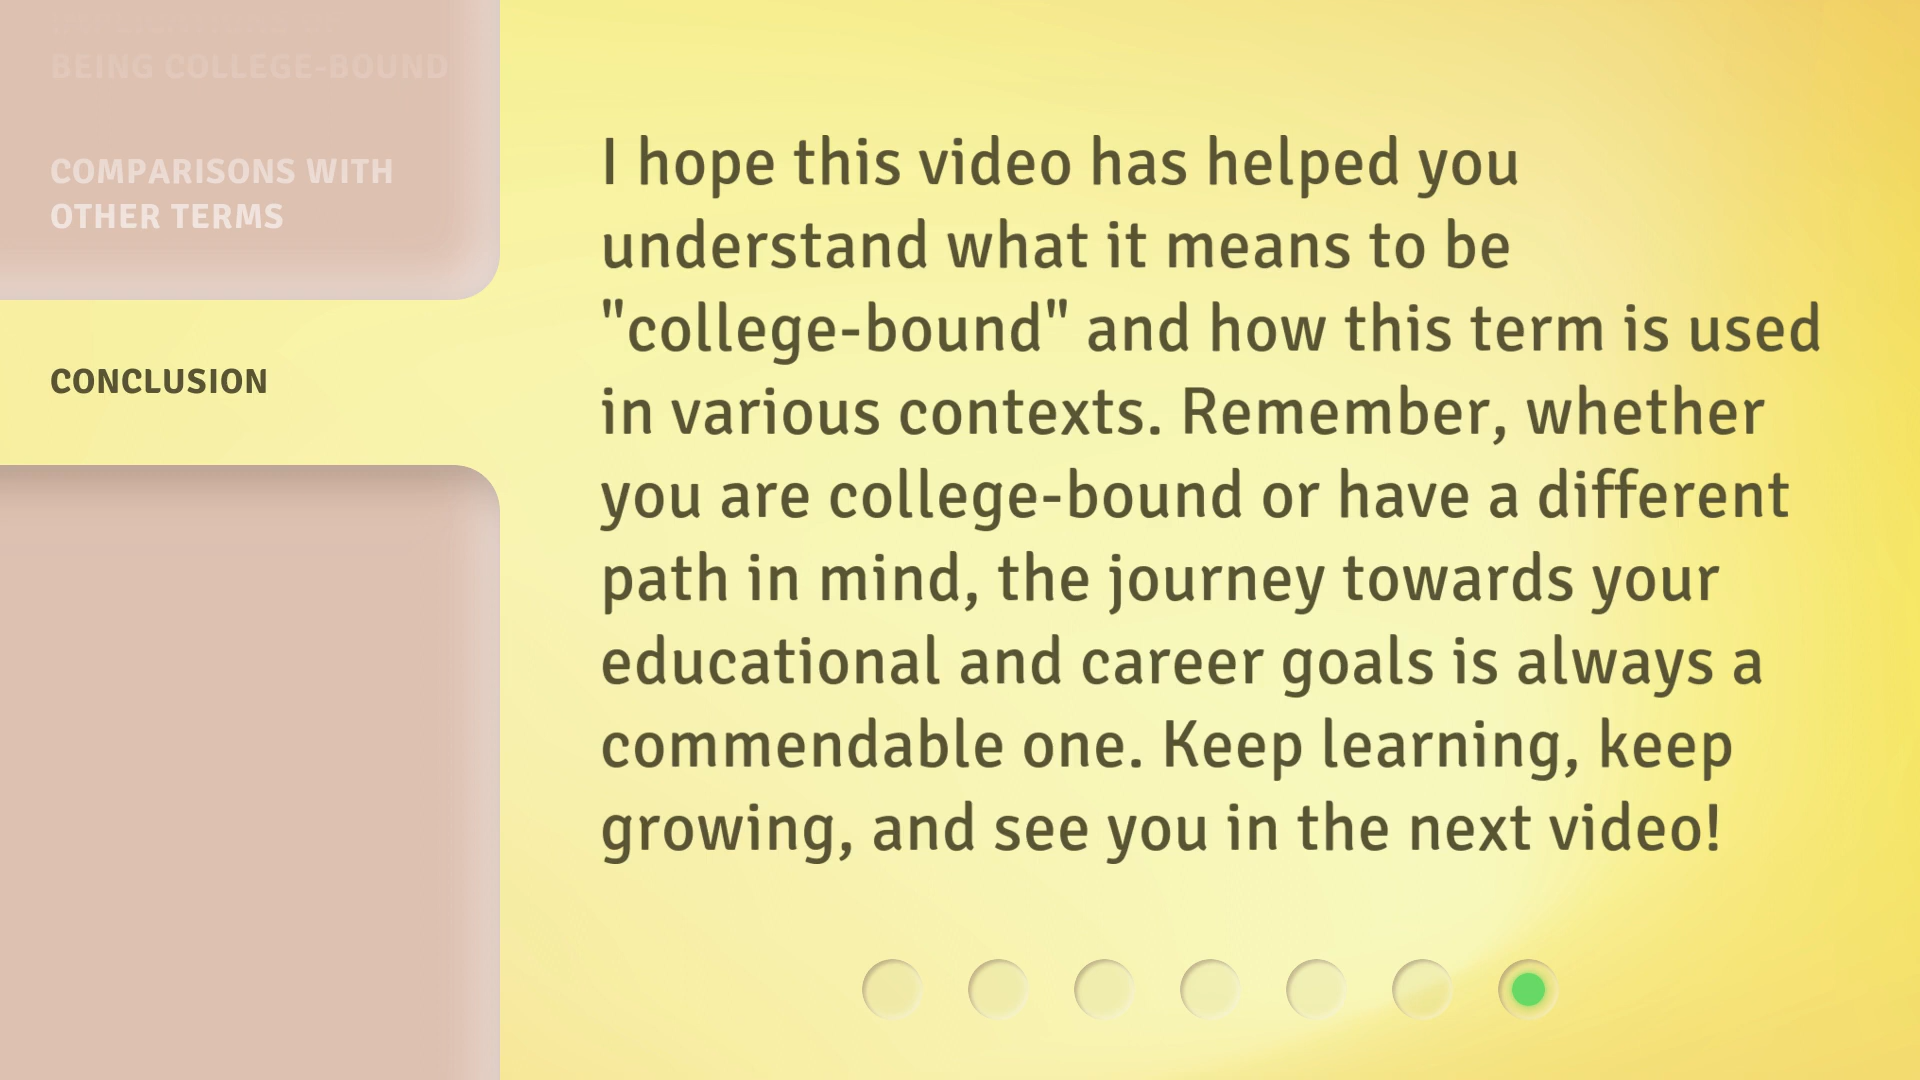 BEING COLLEGE-BOUND
COMPARISONS WITH
OTHER TERMS
CONCLUSION
I hope this video has helped you
understand what it means to be
"college-bound" and how this term is used
in various contexts. Remember, whether
you are college-bound or have a different
path in mind, the journey towards your
educational and career goals is always a
commendable one. Keep learning, keep
growing, and see you in the next video!